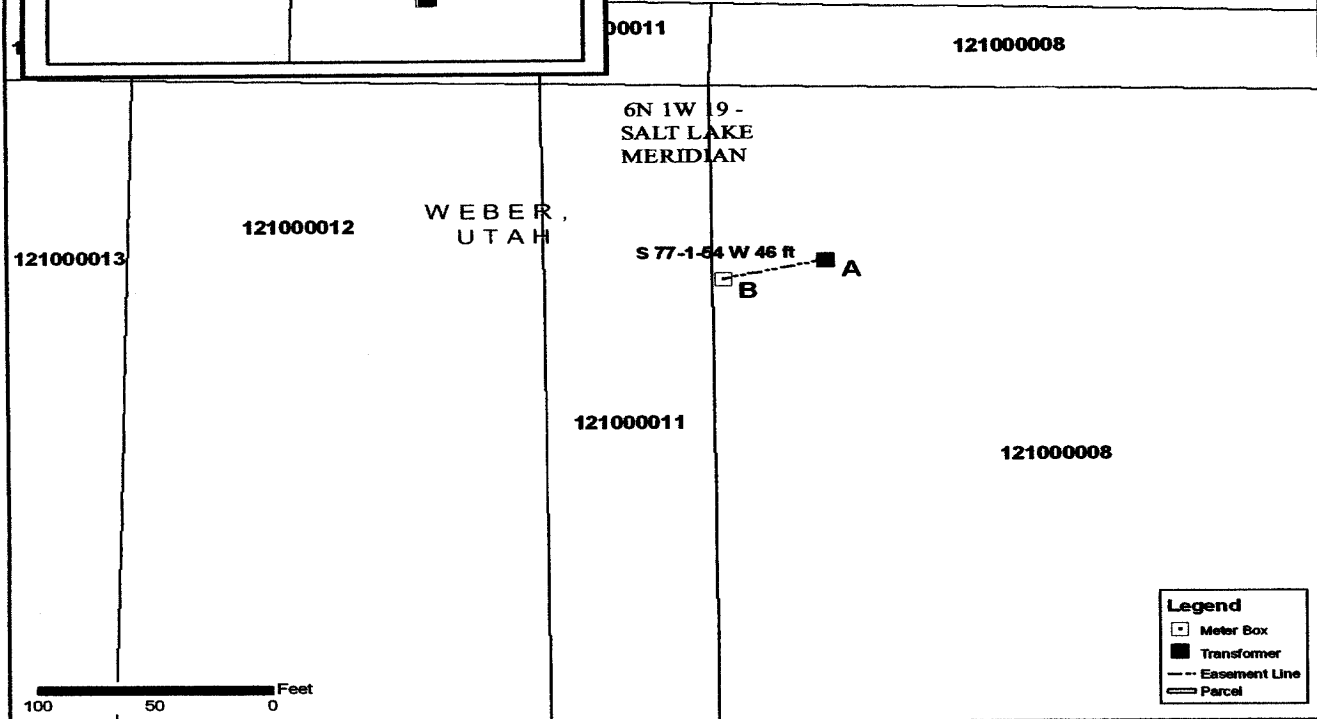 00011
121000008
1
6N 1W 19 -
SALT LAKE
MERIDIAN
WEBER,
UTAH
121000012
121000013
S 77-1-54 W 46 ft
A
B
121000011
121000008
Legend
Meter Box
Transformer
Easement Line
Parcel
Feet
100 50 0